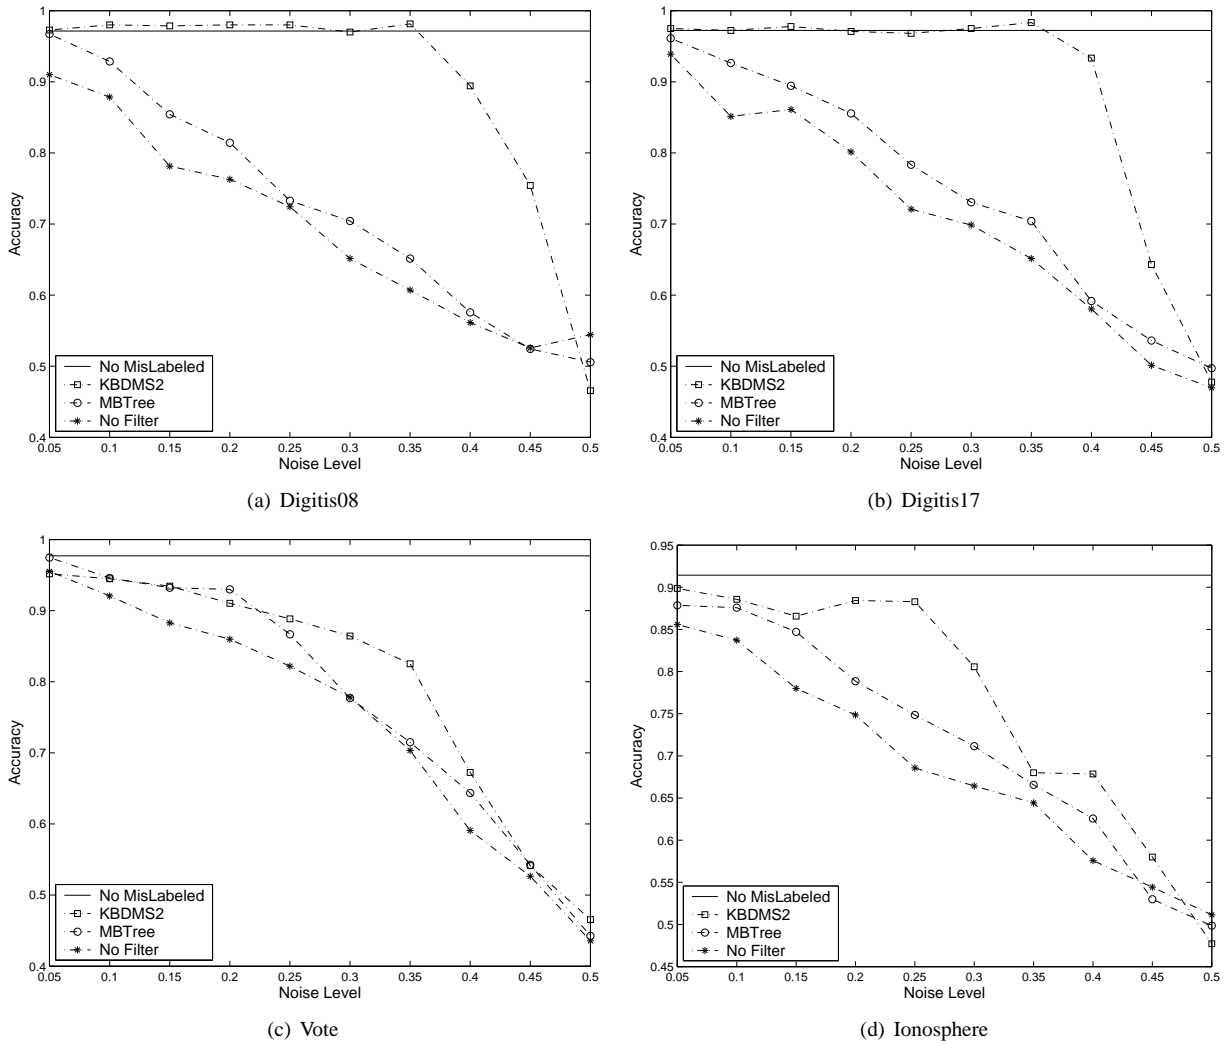 1
0.9
0.8
0.7
0.6
0.5
0.4
Accuracy
No MisLabeled
KBDMS2
MBTree
No Filter
0.05 0.1 0.15 0.2 0.25 0.3 0.35 0.4 0.45 0.5
Noise Level
(a) Digitis08
1
0.9
0.8
0.7
0.6
0.5
0.4
Accuracy
No MisLabeled
KBDMS2
MBTree
No Filter
0.05 0.1 0.15 0.2 0.25 0.3 0.35 0.4 0.45 0.5
Noise Level
(b) Digitis17
1
0.9
0.8
0.7
0.6
0.5
0.4
Accuracy
No MisLabeled
KBDMS2
MBTree
No Filter
0.05 0.1 0.15 0.2 0.25 0.3 0.35 0.4 0.45 0.5
Noise Level
(c) Vote
0.95
0.9
0.85
0.8
0.75
0.7
0.65
0.6
0.55
0.5
0.45
Accuracy
No MisLabeled
KBDMS2
MBTree
No Filter
0.05 0.1 0.15 0.2 0.25 0.3 0.35 0.4 0.45 0.5
Noise Level
(d) Ionosphere